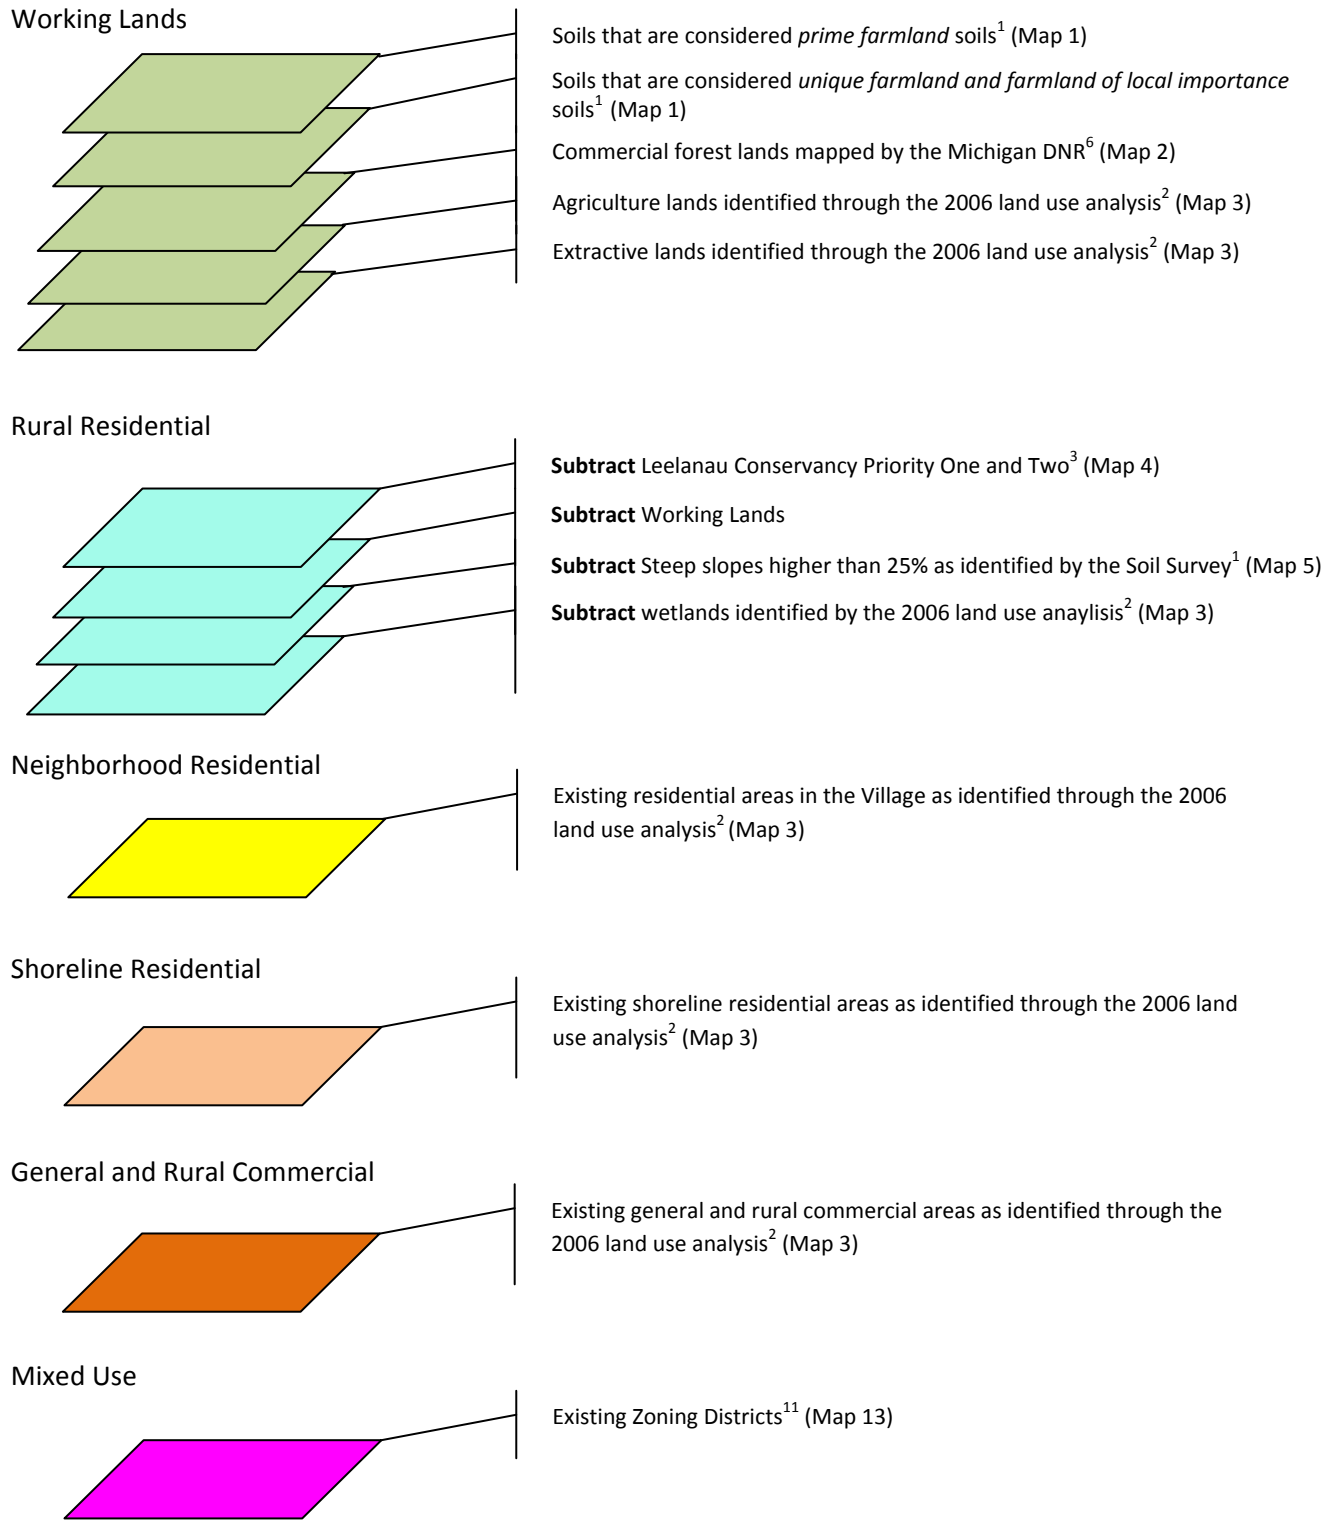 Working Lands
Soils that are considered prime farmland soils1 (Map 1)
Soils that are considered unique farmland and farmland of local importance
soils1 (Map 1)
Commercial forest lands mapped by the Michigan DNR6 (Map 2)
Agriculture lands identified through the 2006 land use analysis2 (Map 3)
Extractive lands identified through the 2006 land use analysis2 (Map 3)
Rural Residential
Subtract Leelanau Conservancy Priority One and Two3 (Map 4)
Subtract Working Lands
Subtract Steep slopes higher than 25% as identified by the Soil Survey1 (Map 5)
Subtract wetlands identified by the 2006 land use anaylisis2 (Map 3)
Neighborhood Residential
Existing residential areas in the Village as identified through the 2006
land use analysis2 (Map 3)
Shoreline Residential
Existing shoreline residential areas as identified through the 2006 land
use analysis2 (Map 3)
General and Rural Commercial
Existing general and rural commercial areas as identified through the
2006 land use analysis2 (Map 3)
Mixed Use
Existing Zoning Districts11 (Map 13)